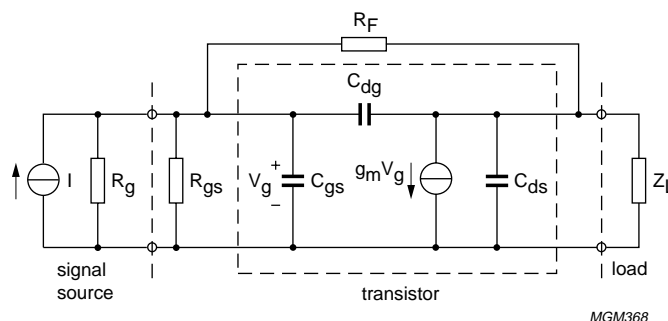 R_F
C_dg
I
R_g
R_gs
+
V_g
−
C_gs
g_mV_g
C_ds
Z_L
signal
source
transistor
load
MGM368